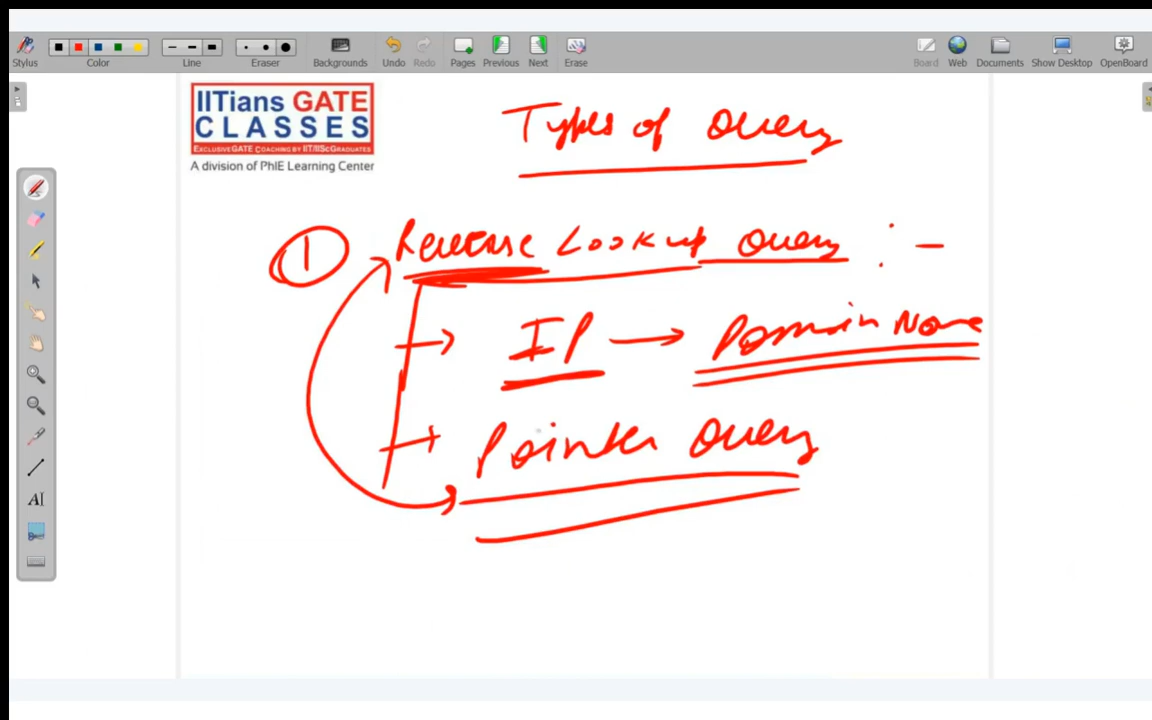 Stylus
Color
Line
Eraser
Backgrounds
Undo
Redo
Pages
Previous
Next
Erase
Board
Web
Documents
Show Desktop
OpenBoard
IITians GATE
CLASSES
EXCLUSIVE GATE COACHING BY IIT/IISC GRADUATES
A division of PhIE Learning Center
Types of Query
① Reverse Lookup Query :-
→ IP → Domain Name
→ Pointer Query
AI